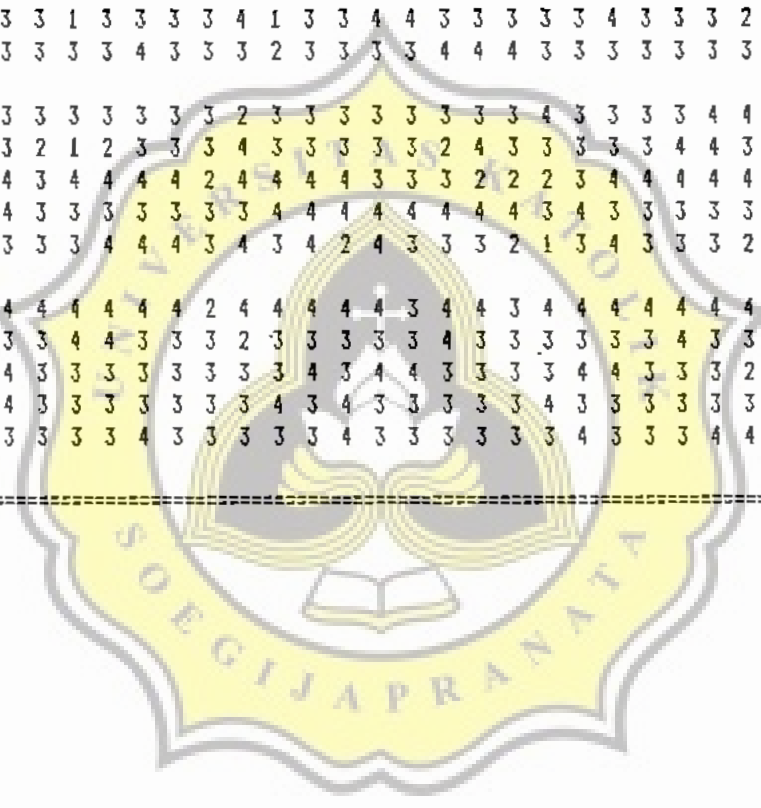 3 3 1 3 3 3 3 4 1 3 3 4 4 3 3 3 3 3 4 3 3 3 2
3 3 3 3 4 3 3 3 2 3 3 3 3 4 4 4 3 3 3 3 3 3 3
3 3 3 3 3 3 3 2 3 3 3 3 3 3 3 3 4 3 3 3 3 4 4
3 2 1 2 3 3 3 4 3 3 3 3 3 2 4 3 3 3 3 3 4 4 3
4 3 4 4 4 4 2 4 4 4 4 3 3 3 2 2 2 3 4 4 4 4 4
4 3 3 3 3 3 3 3 4 4 4 4 4 4 4 4 3 4 3 3 3 3 3
3 3 3 4 4 4 3 4 3 4 2 4 3 3 3 2 1 3 4 3 3 3 2
4 4 4 4 4 4 2 4 4 4 4 4 3 4 4 3 4 4 4 4 4 4 4
3 3 4 4 3 3 3 2 3 3 3 3 3 4 3 3 3 3 3 3 4 3 3
4 3 3 3 3 3 3 3 3 4 3 4 4 3 3 3 3 4 4 3 3 3 2
4 3 3 3 3 3 3 3 4 3 4 3 3 3 3 3 4 3 3 3 3 3 3
3 3 3 3 4 3 3 3 3 3 4 3 3 3 3 3 3 4 3 3 3 4 4
UNIVERSITAS KATOLIK
SOEGIJAPRANATA